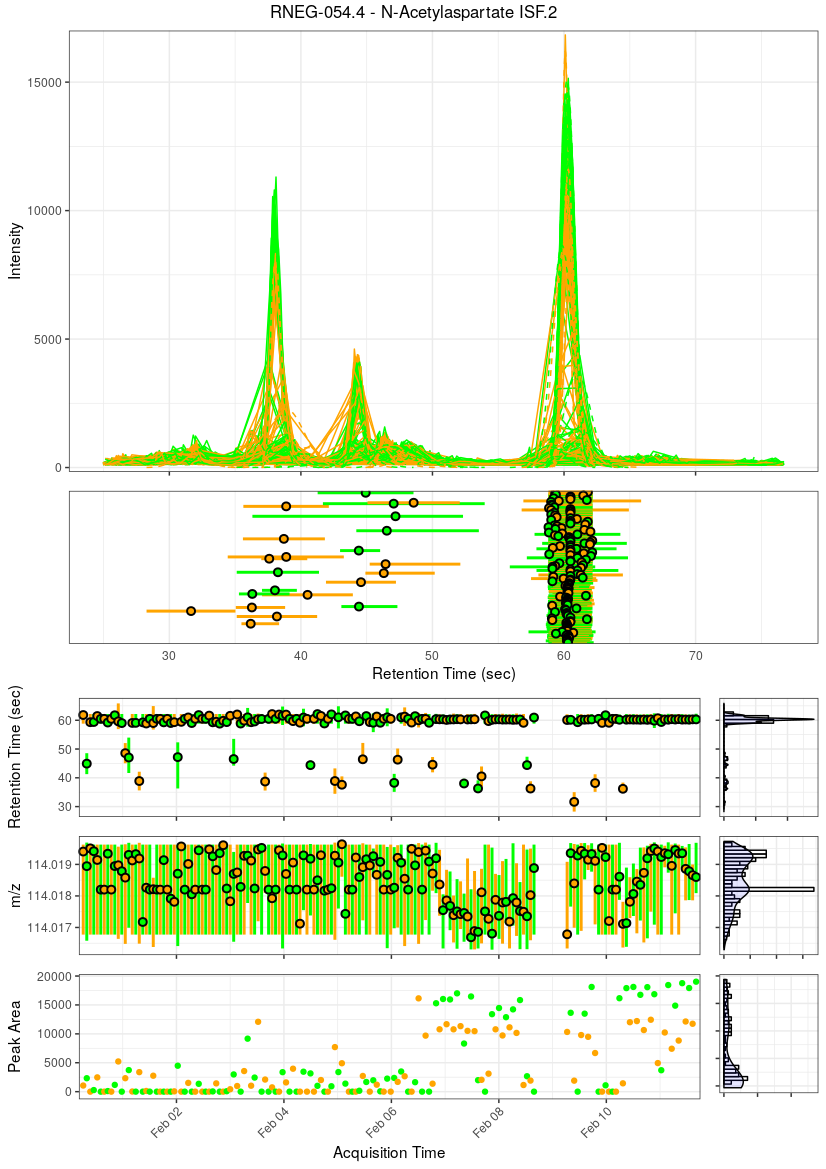 RNEG-054.4 - N-Acetylaspartate ISF.2
Intensity
15000
10000
5000
0
30 40 50 60 70
Retention Time (sec)
Retention Time (sec)
60
50
40
30
m/z
114.019
114.018
114.017
Peak Area
20000
15000
10000
5000
0
Feb 02 Feb 04 Feb 06 Feb 08 Feb 10
Acquisition Time